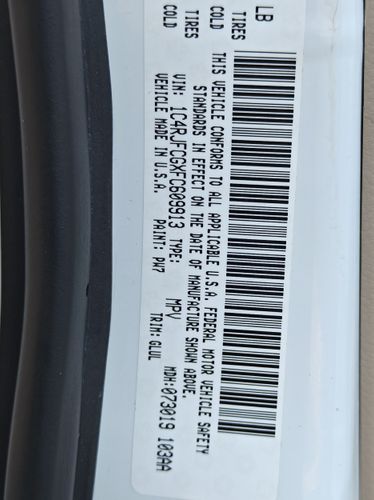 LB
TIRES COLD
TIRES COLD
THIS VEHICLE CONFORMS TO ALL APPLICABLE U.S.A. FEDERAL MOTOR VEHICLE SAFETY
STANDARDS IN EFFECT ON THE DATE OF MANUFACTURE SHOWN ABOVE.
VIN: 1C4RJFCGXFC609913 TYPE: MPV MDH:073019 103AA
VEHICLE MADE IN U.S.A. PAINT: PW7 TRIM: GLUL